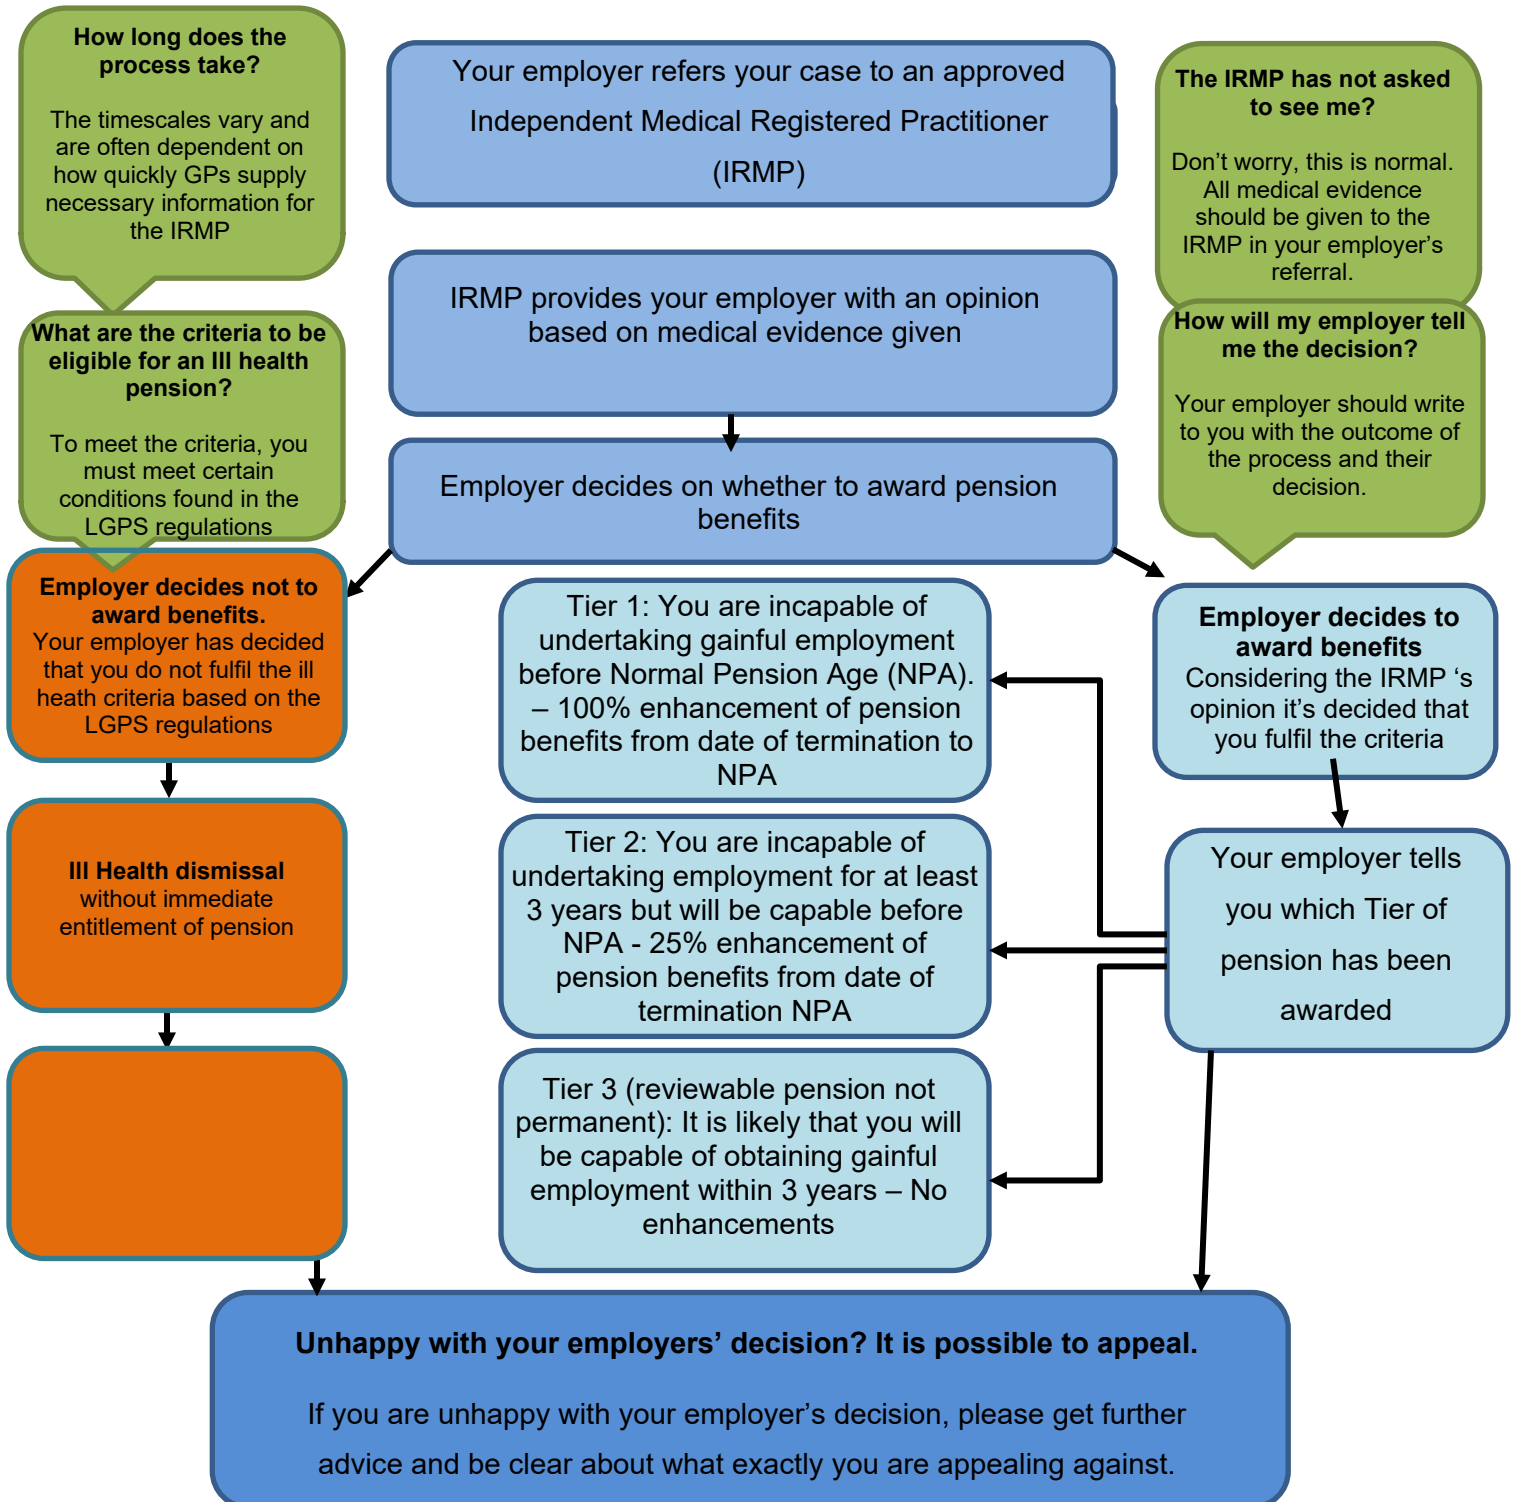 How long does the
process take?
The timescales vary and
are often dependent on
how quickly GPs supply
necessary information for
the IRMP
Your employer refers your case to an approved
Independent Medical Registered Practitioner
(IRMP)
The IRMP has not asked
to see me?
Don’t worry, this is normal.
All medical evidence
should be given to the
IRMP in your employer’s
referral.
What are the criteria to be
eligible for an Ill health
pension?
To meet the criteria, you
must meet certain
conditions found in the
LGPS regulations
IRMP provides your employer with an opinion
based on medical evidence given
How will my employer tell
me the decision?
Your employer should write
to you with the outcome of
the process and their
decision.
Employer decides on whether to award pension
benefits
Employer decides not to
award benefits.
Your employer has decided
that you do not fulfil the ill
heath criteria based on the
LGPS regulations
Ill Health dismissal
without immediate
entitlement of pension
Tier 1: You are incapable of
undertaking gainful employment
before Normal Pension Age (NPA).
– 100% enhancement of pension
benefits from date of termination to
NPA
Tier 2: You are incapable of
undertaking employment for at least
3 years but will be capable before
NPA - 25% enhancement of
pension benefits from date of
termination NPA
Tier 3 (reviewable pension not
permanent): It is likely that you will
be capable of obtaining gainful
employment within 3 years – No
enhancements
Employer decides to
award benefits
Considering the IRMP ‘s
opinion it’s decided that
you fulfil the criteria
Your employer tells
you which Tier of
pension has been
awarded
Unhappy with your employers’ decision? It is possible to appeal.
If you are unhappy with your employer’s decision, please get further
advice and be clear about what exactly you are appealing against.